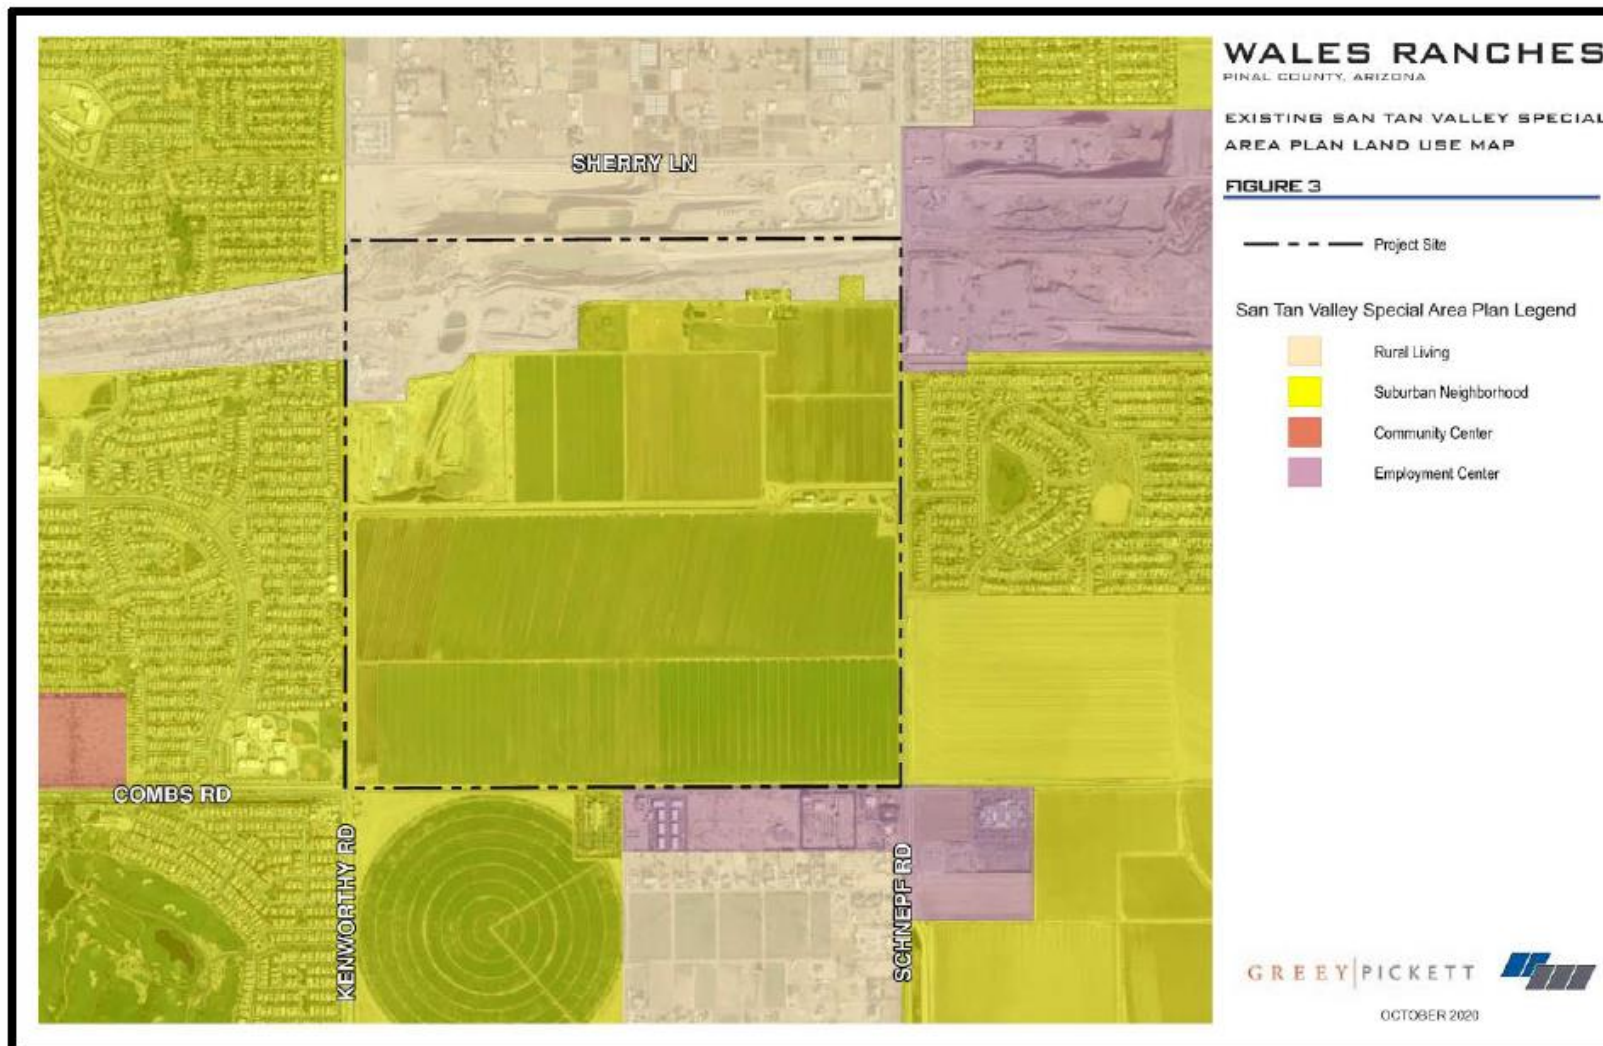 WALES RANCHES
PINAL COUNTY, ARIZONA
EXISTING SAN TAN VALLEY SPECIAL
AREA PLAN LAND USE MAP
FIGURE 3
Project Site
San Tan Valley Special Area Plan Legend
Rural Living
Suburban Neighborhood
Community Center
Employment Center
SHERRY LN
COMBS RD
KENWORTHY RD
SCHNEPF RD
GREEY|PICKETT
OCTOBER 2020